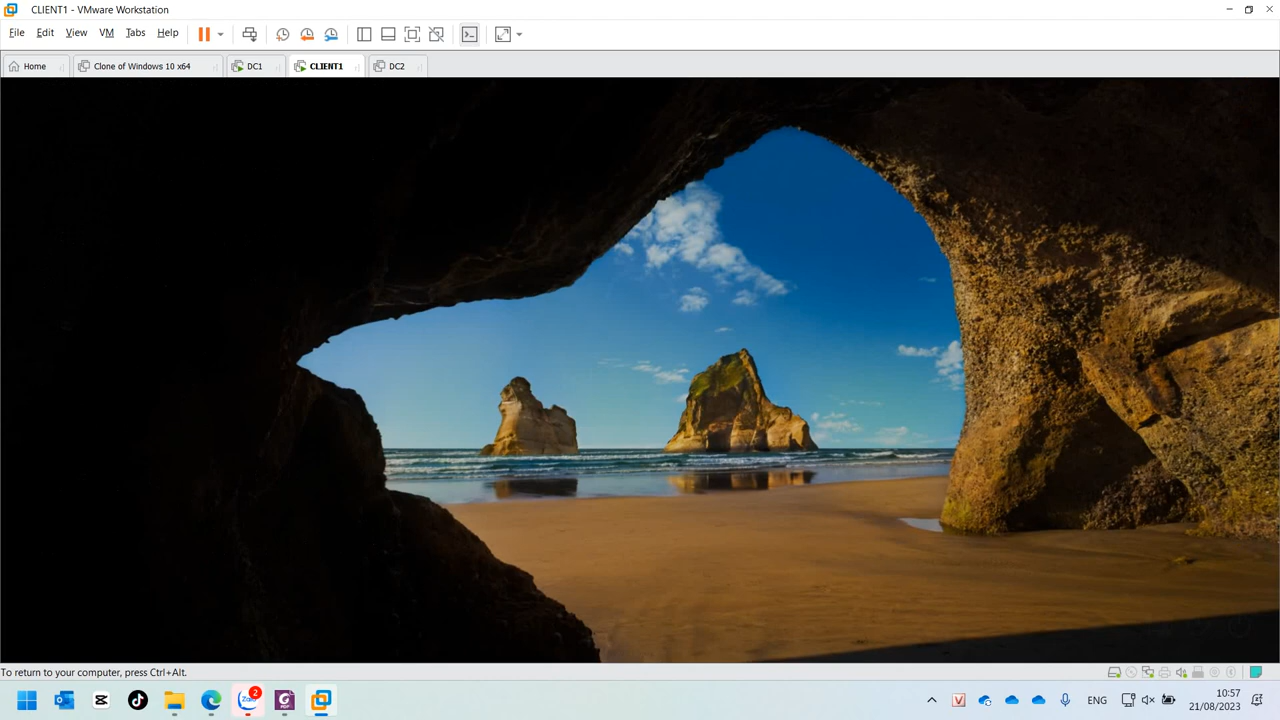 CLIENT1 - VMware Workstation
File Edit View VM Tabs Help
Home Clone of Windows 10 x64 DC1 CLIENT1 DC2
To return to your computer, press Ctrl+Alt.
Zalo 2 V ENG 10:57
21/08/2023